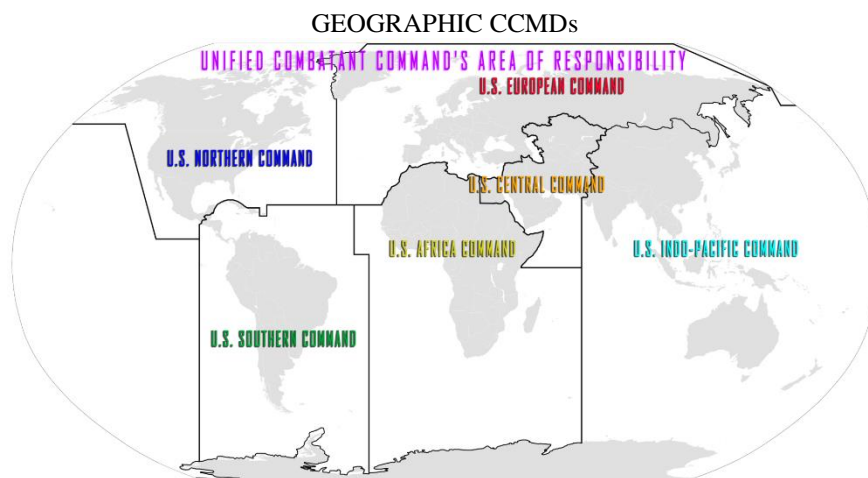 GEOGRAPHIC CCMDs
UNIFIED COMBATANT COMMAND'S AREA OF RESPONSIBILITY
U.S. EUROPEAN COMMAND
U.S. NORTHERN COMMAND
U.S. CENTRAL COMMAND
U.S. AFRICA COMMAND
U.S. INDO-PACIFIC COMMAND
U.S. SOUTHERN COMMAND